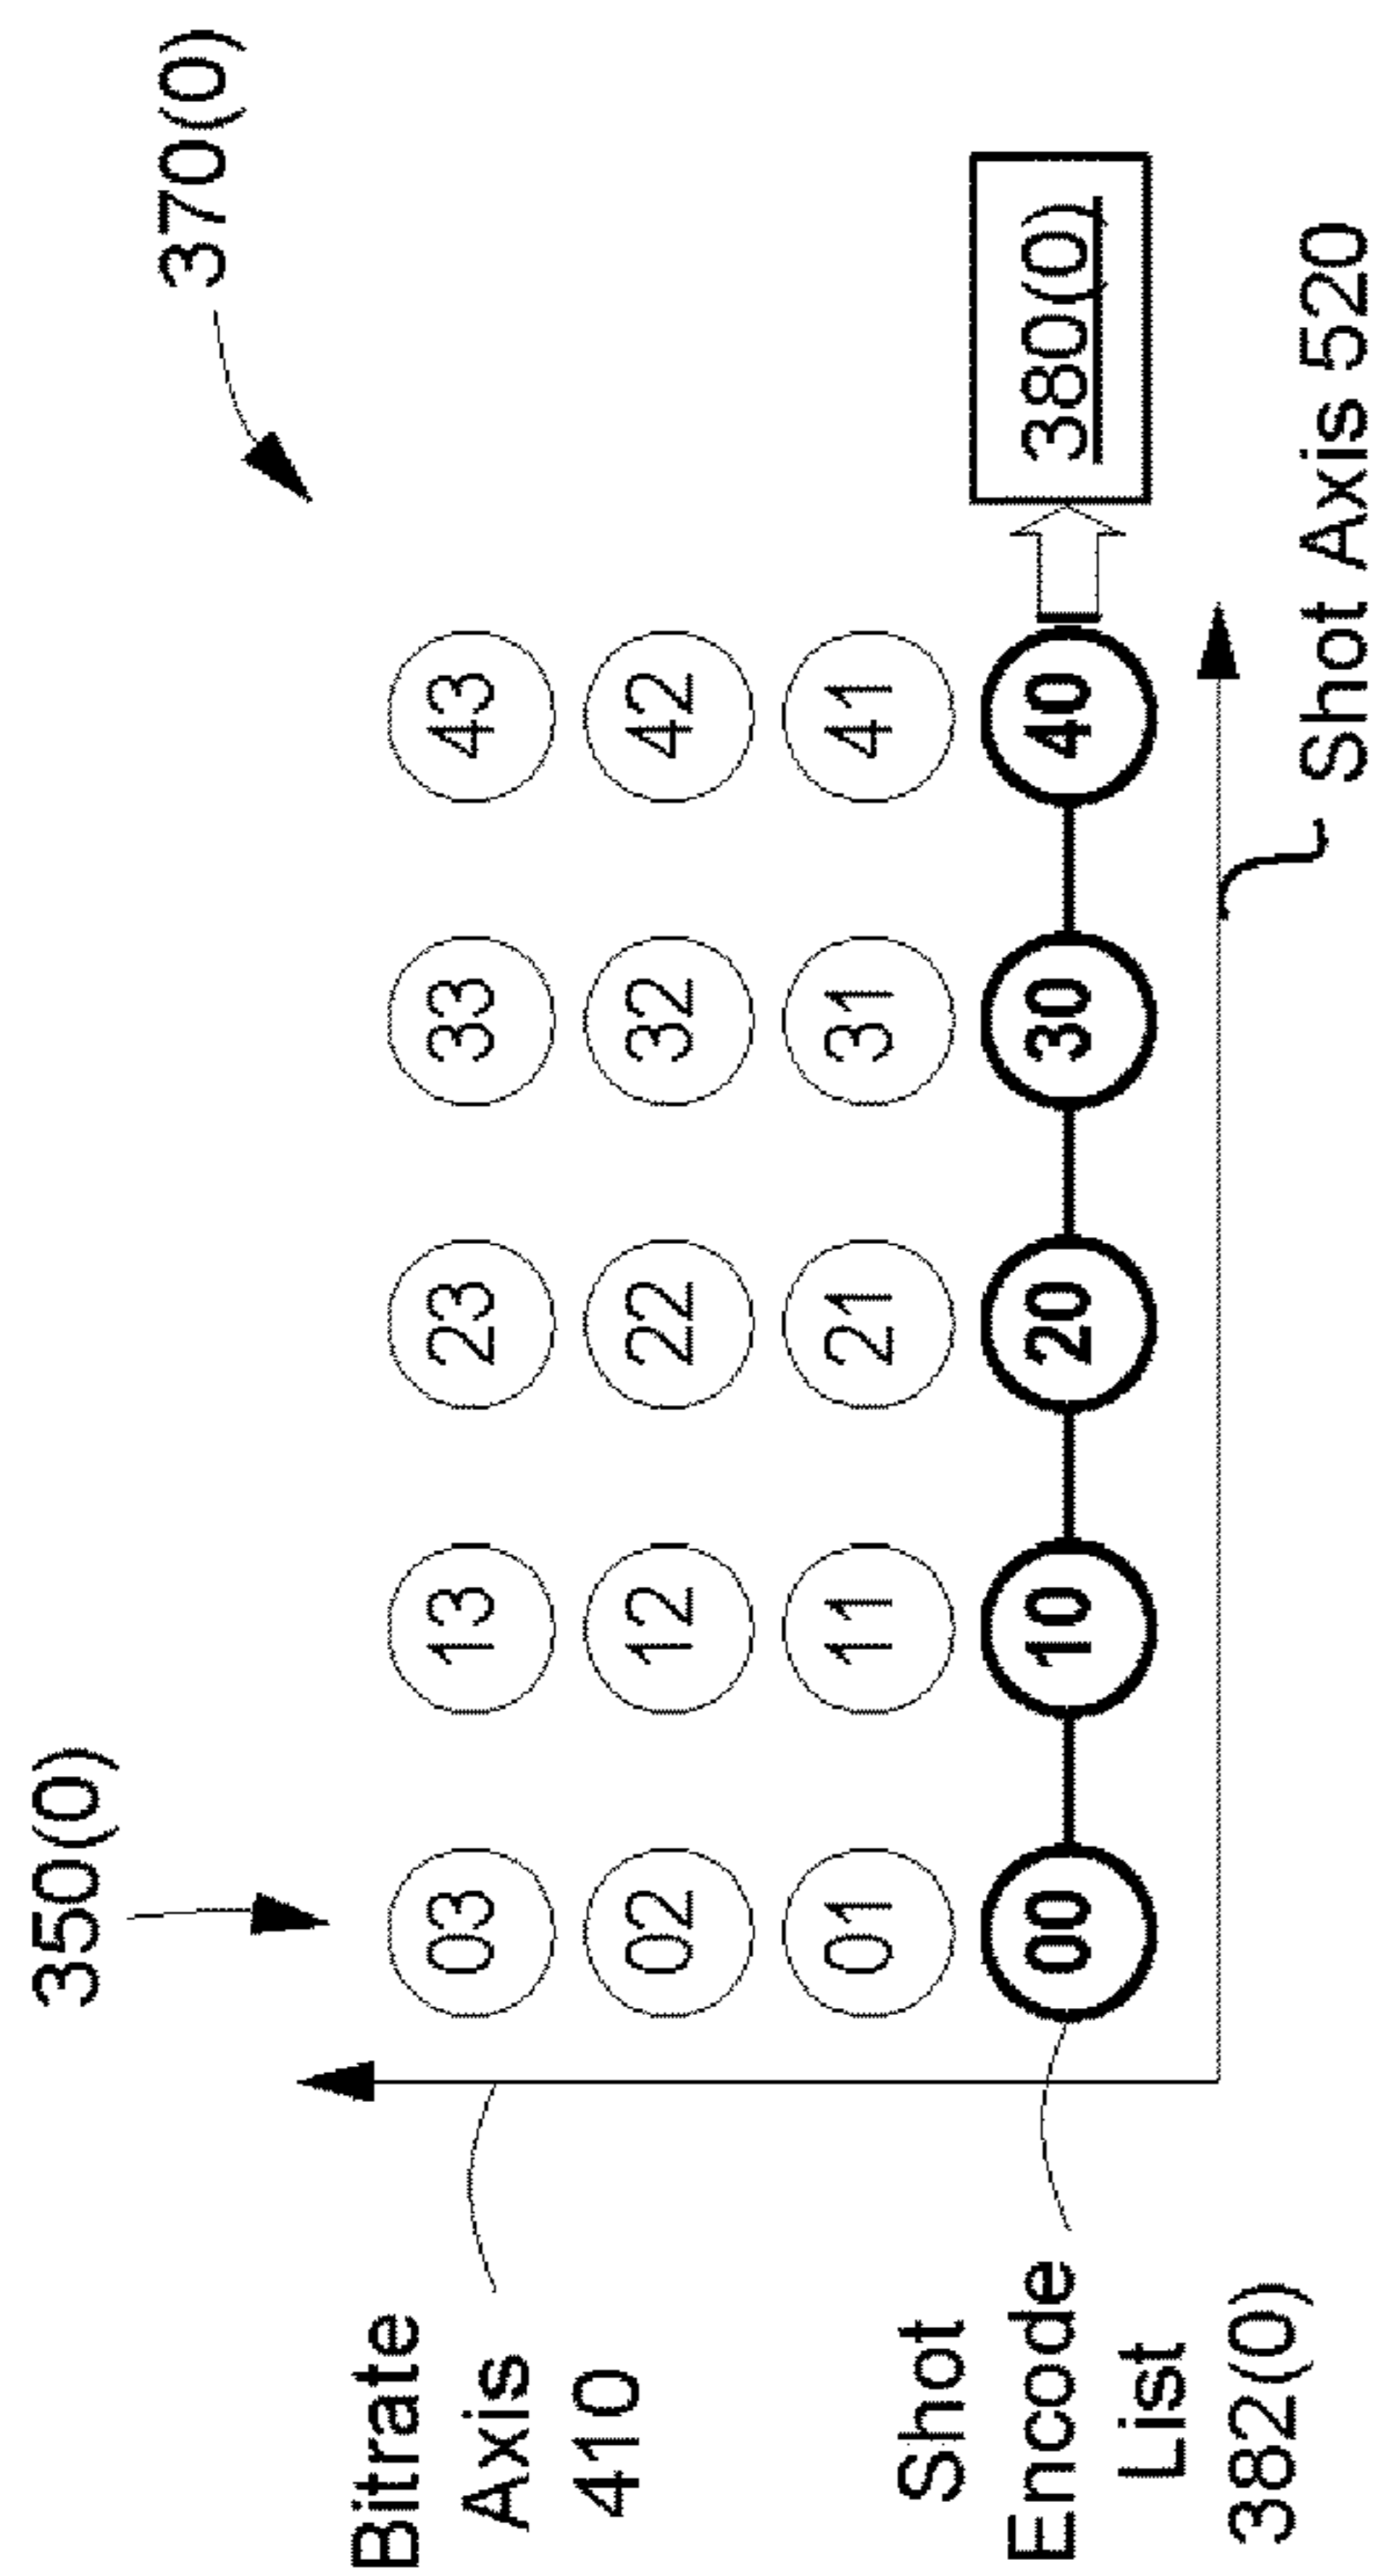 370(0)
350(0)
Bitrate
Axis
410
03 13 23 33 43
02 12 22 32 42
01 11 21 31 41
00 10 20 30 40
380(0)
Shot
Encode
List
382(0)
Shot Axis 520